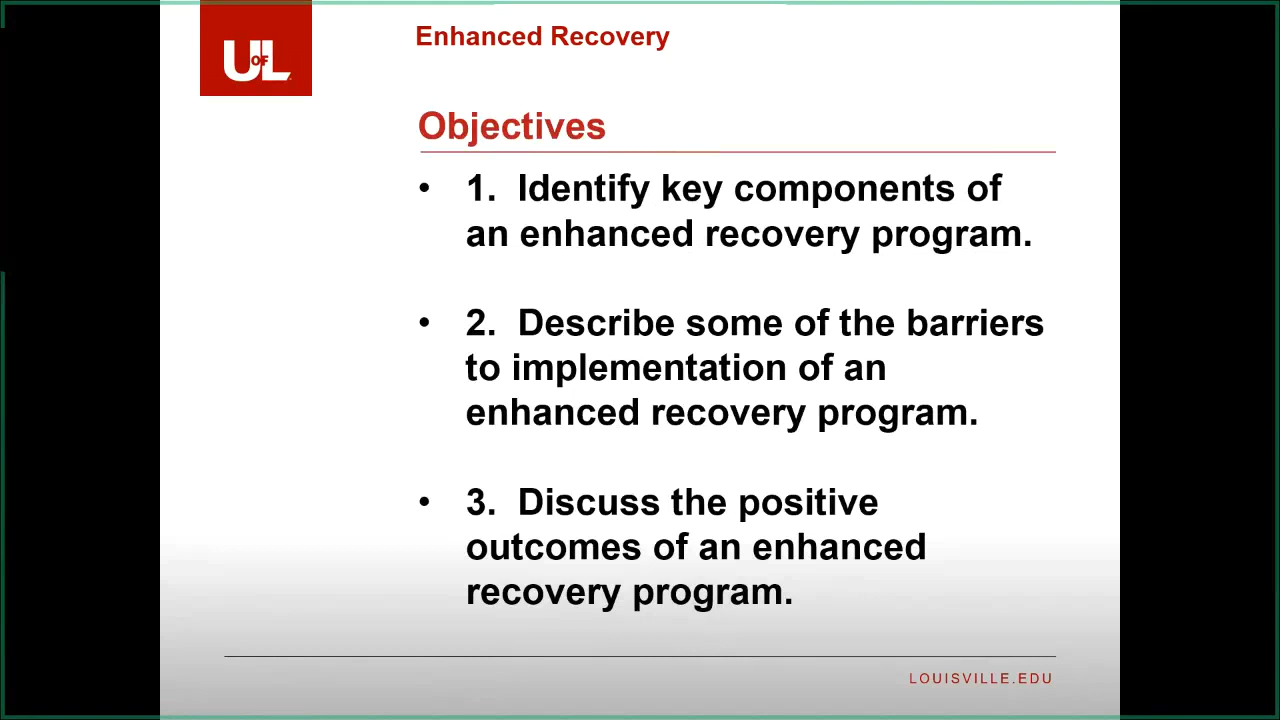 UOFL
Enhanced Recovery
Objectives
• 1. Identify key components of
an enhanced recovery program.
• 2. Describe some of the barriers
to implementation of an
enhanced recovery program.
• 3. Discuss the positive
outcomes of an enhanced
recovery program.
LOUISVILLE.EDU